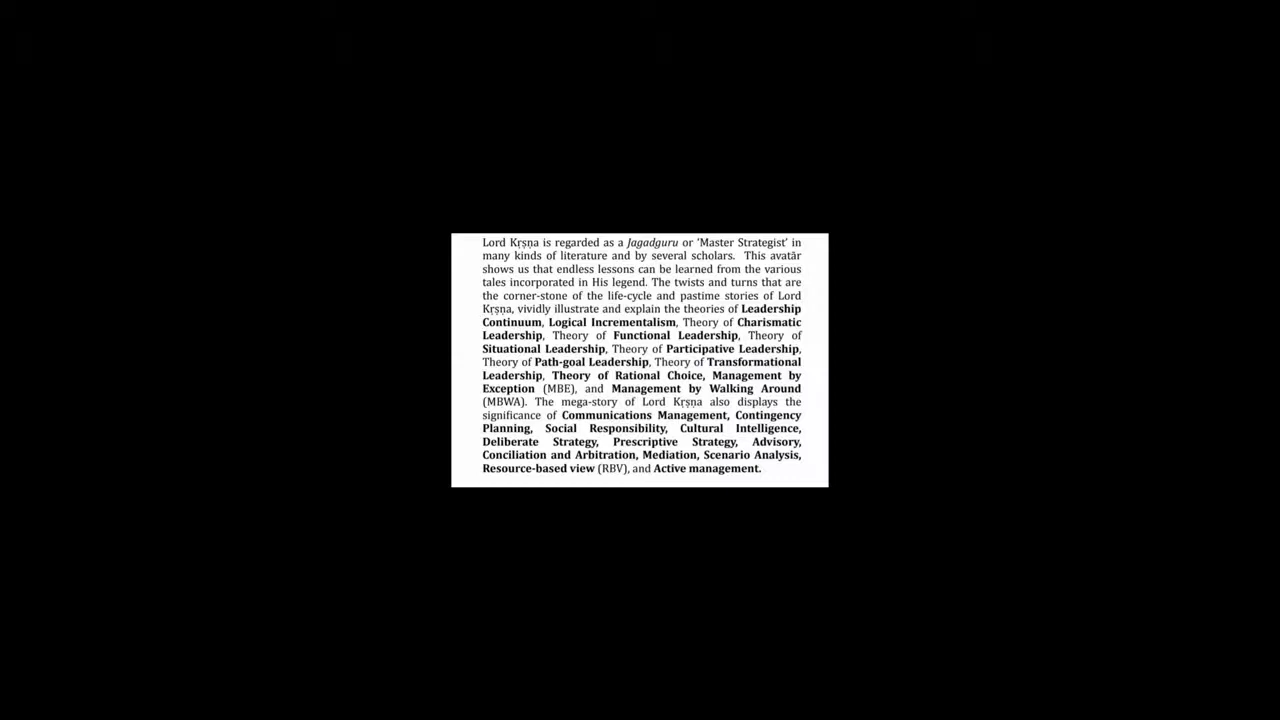 Lord Kṛṣṇa is regarded as a Jagadguru or ‘Master Strategist’ in
many kinds of literature and by several scholars. This avatār
shows us that endless lessons can be learned from the various
tales incorporated in His legend. The twists and turns that are
the corner-stone of the life-cycle and pastime stories of Lord
Kṛṣṇa, vividly illustrate and explain the theories of Leadership
Continuum, Logical Incrementalism, Theory of Charismatic
Leadership, Theory of Functional Leadership, Theory of
Situational Leadership, Theory of Participative Leadership,
Theory of Path-goal Leadership, Theory of Transformational
Leadership, Theory of Rational Choice, Management by
Exception (MBE), and Management by Walking Around
(MBWA). The mega-story of Lord Kṛṣṇa also displays the
significance of Communications Management, Contingency
Planning, Social Responsibility, Cultural Intelligence,
Deliberate Strategy, Prescriptive Strategy, Advisory,
Conciliation and Arbitration, Mediation, Scenario Analysis,
Resource-based view (RBV), and Active management.